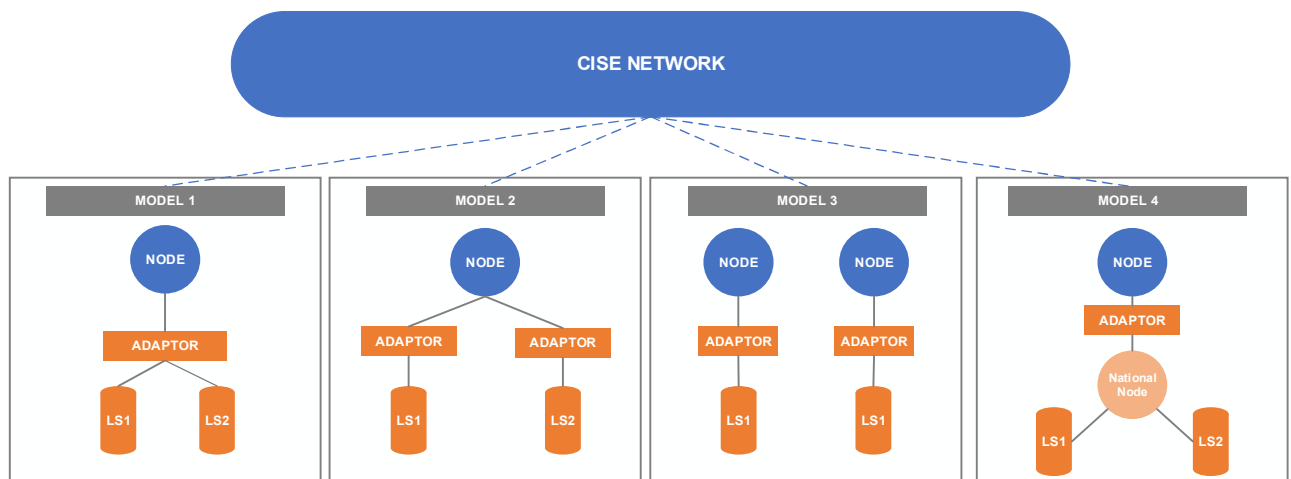 CISE NETWORK
MODEL 1
NODE
ADAPTOR
LS1
LS2
MODEL 2
NODE
ADAPTOR
ADAPTOR
LS1
LS2
MODEL 3
NODE
NODE
ADAPTOR
ADAPTOR
LS1
LS1
MODEL 4
NODE
ADAPTOR
National
Node
LS1
LS2